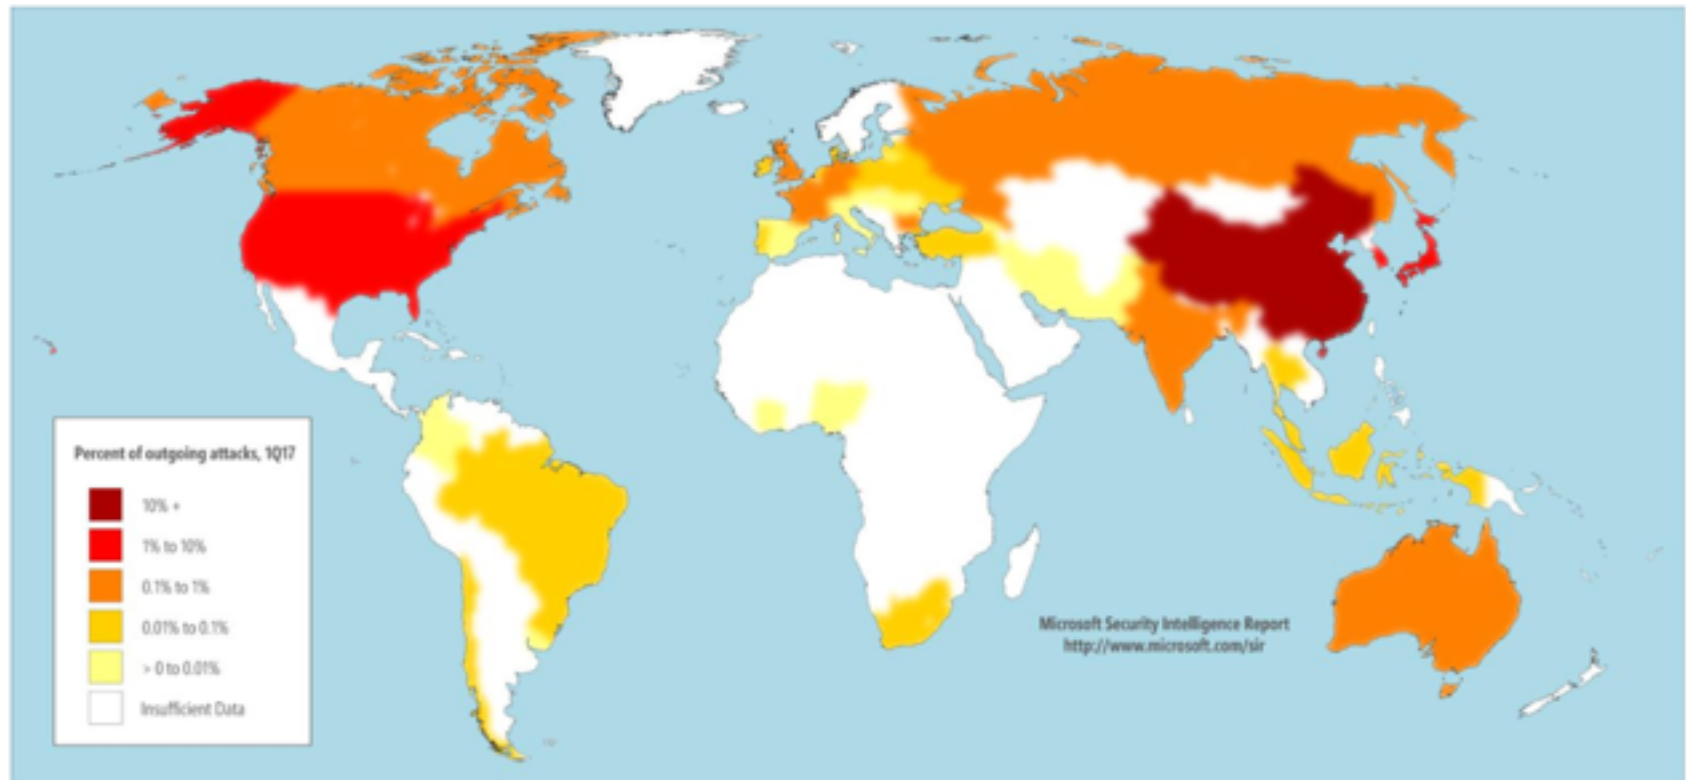 Percent of outgoing attacks, 1Q17
10% +
1% to 10%
0.1% to 1%
0.01% to 0.1%
> 0 to 0.01%
Insufficient Data
Microsoft Security Intelligence Report
http://www.microsoft.com/sir